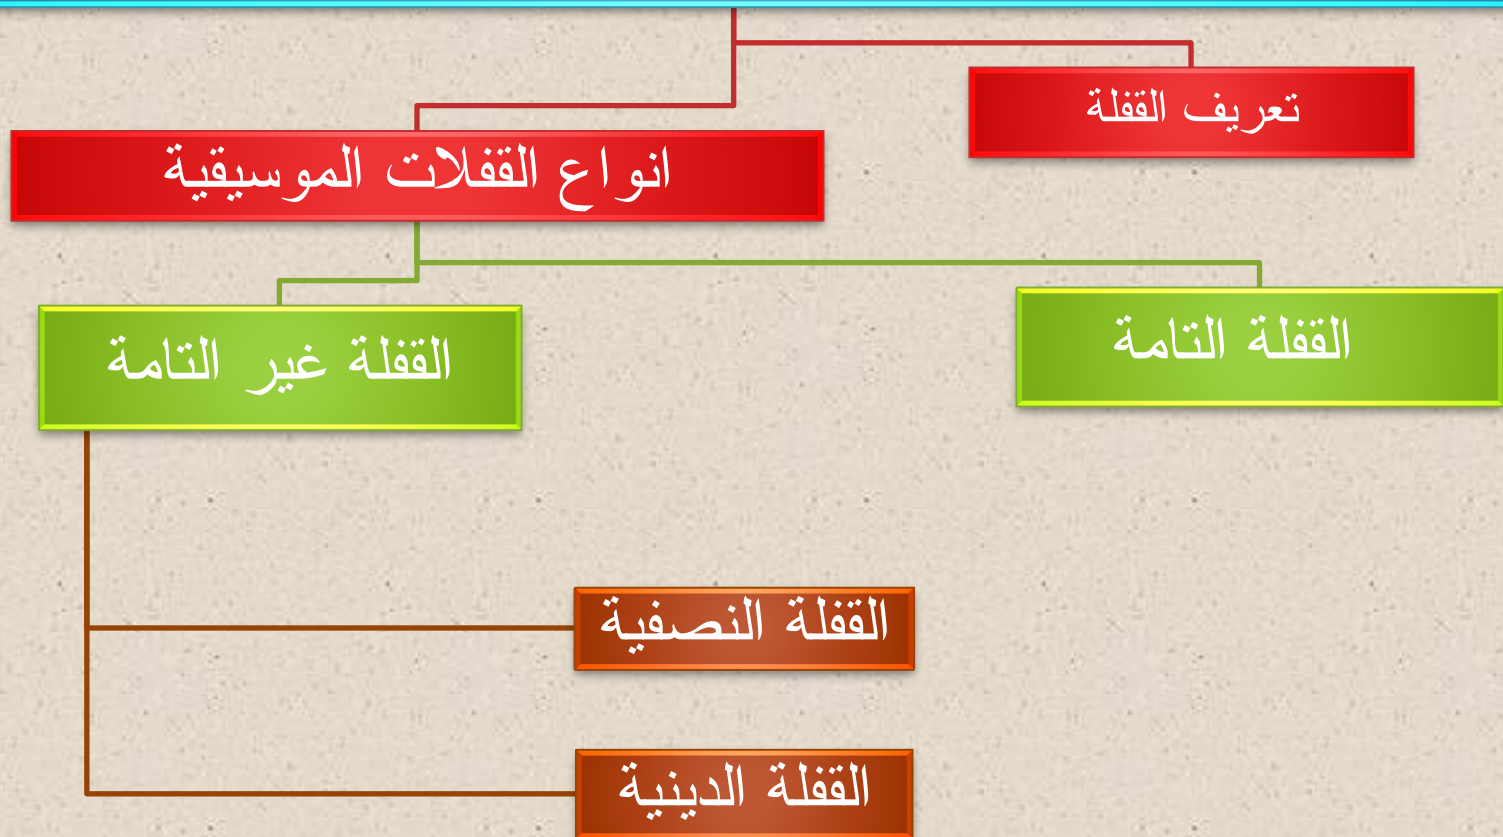 تعريف القفلة
انواع القفلات الموسيقية
القفلة التامة
القفلة غير التامة
القفلة النصفية
القفلة الدينية